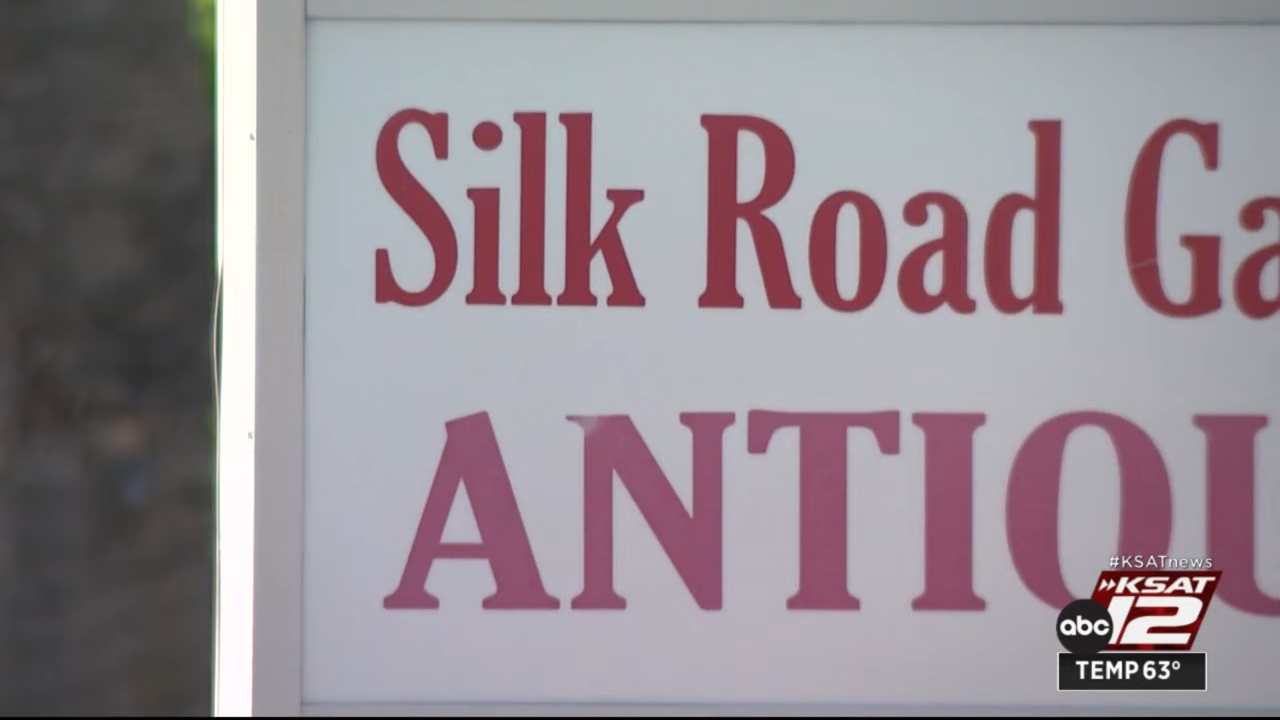 Silk Road Ga
ANTIQU
#KSATnews
KSAT
abc 12
TEMP 63°